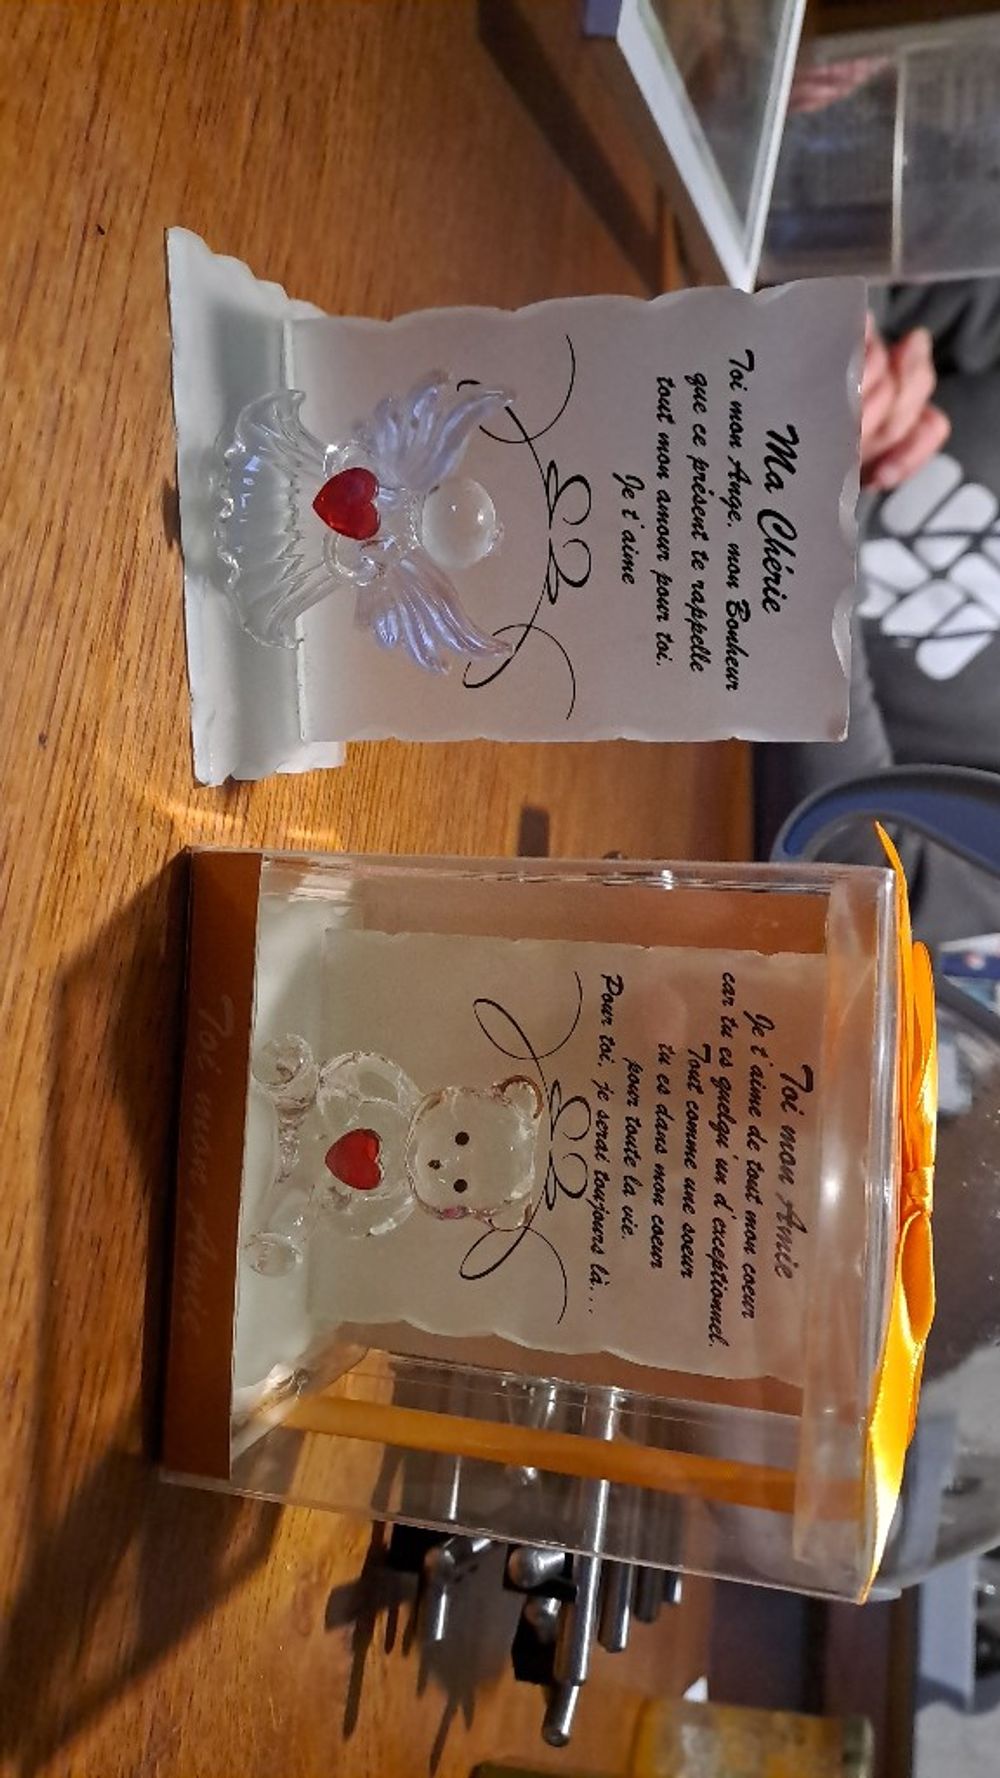 Ma Chérie
Toi mon Ange, mon Bonheur
que ce présent te rappelle
tout mon amour pour toi.
Je t'aime
Toi mon Amie
Je t'aime de tout mon coeur
car tu es quelqu'un d'exceptionnel.
Tout comme une soeur
tu es dans mon coeur
pour toute la vie.
Pour toi, je serai toujours là...
Toi mon Amie